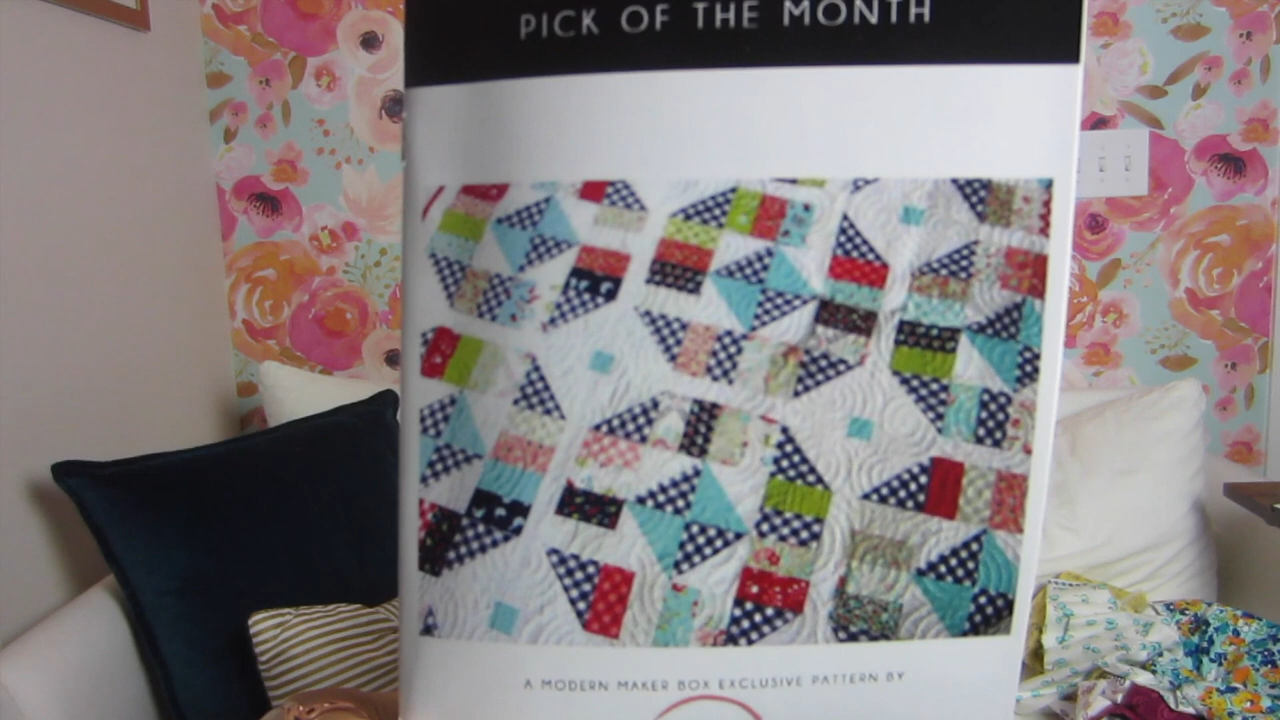 PICK OF THE MONTH
A MODERN MAKER BOX EXCLUSIVE PATTERN BY